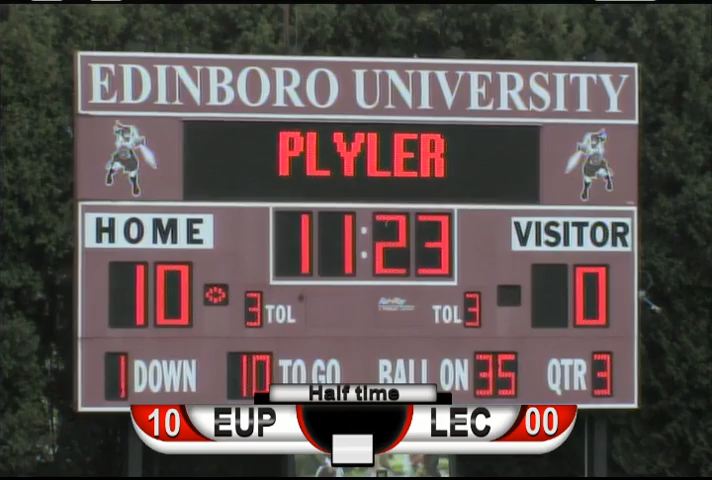 EDINBORO UNIVERSITY
PLYLER
HOME 11:23 VISITOR
10 3 TOL TOL 3 0
1 DOWN 10 TO GO BALL ON 35 QTR 3
Half time
10 EUP LEC 00